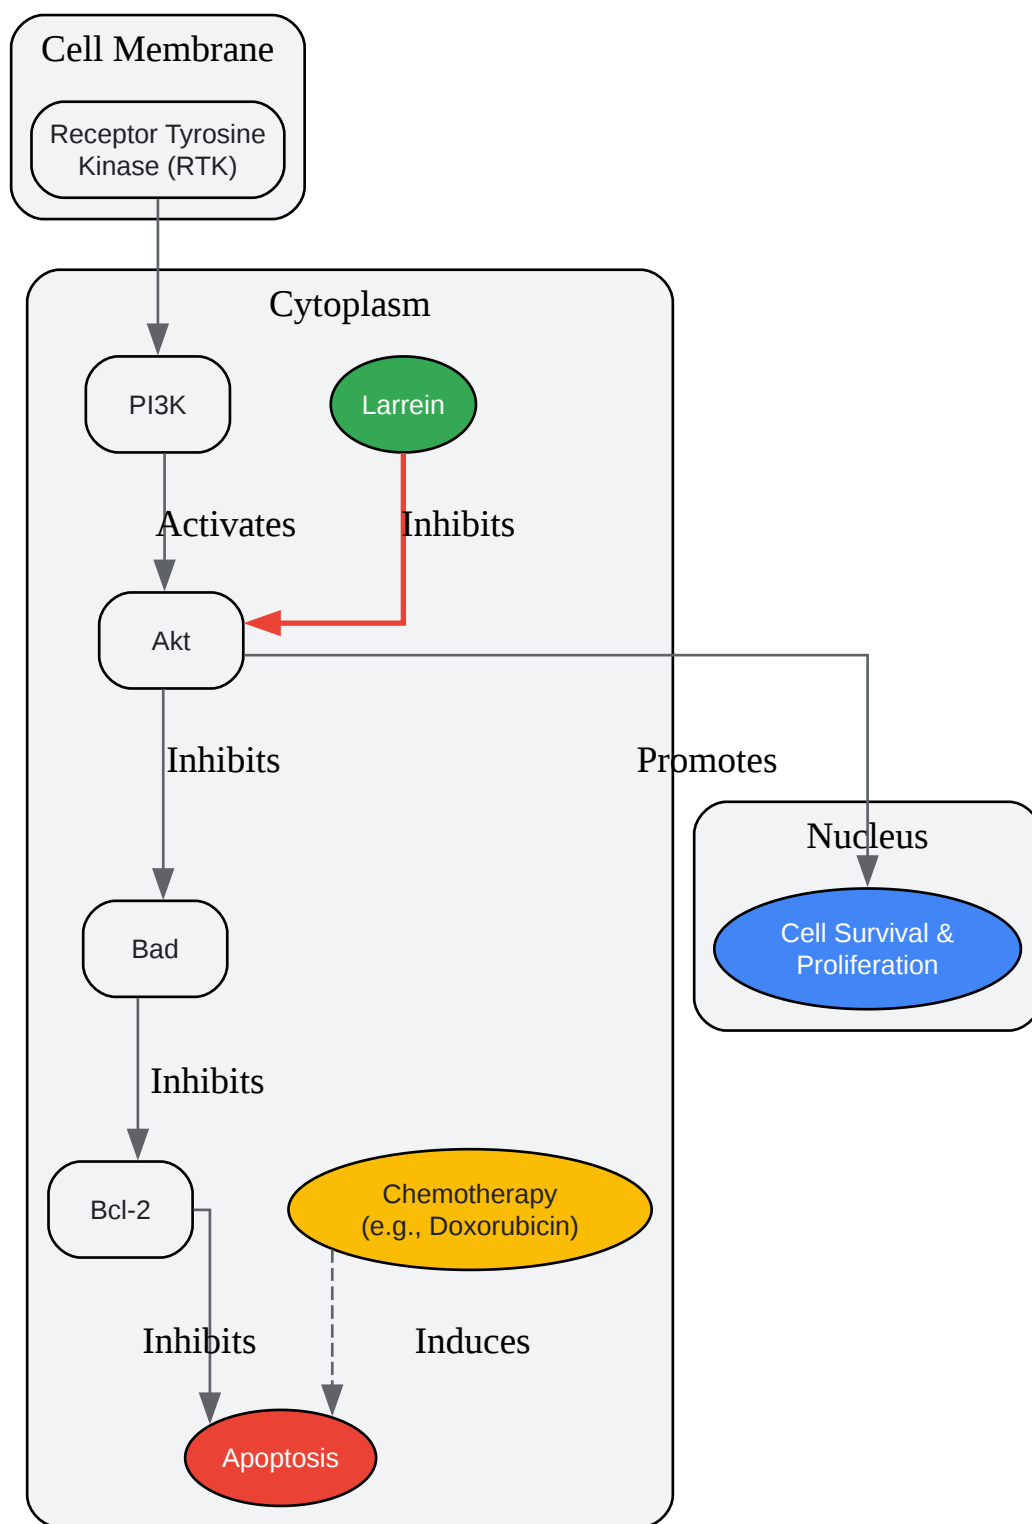 Cell Membrane
Receptor Tyrosine
Kinase (RTK)
Cytoplasm
PI3K
Larrein
Activates
Inhibits
Akt
Inhibits
Promotes
Nucleus
Cell Survival &
Proliferation
Bad
Inhibits
Bcl-2
Chemotherapy
(e.g., Doxorubicin)
Inhibits
Induces
Apoptosis